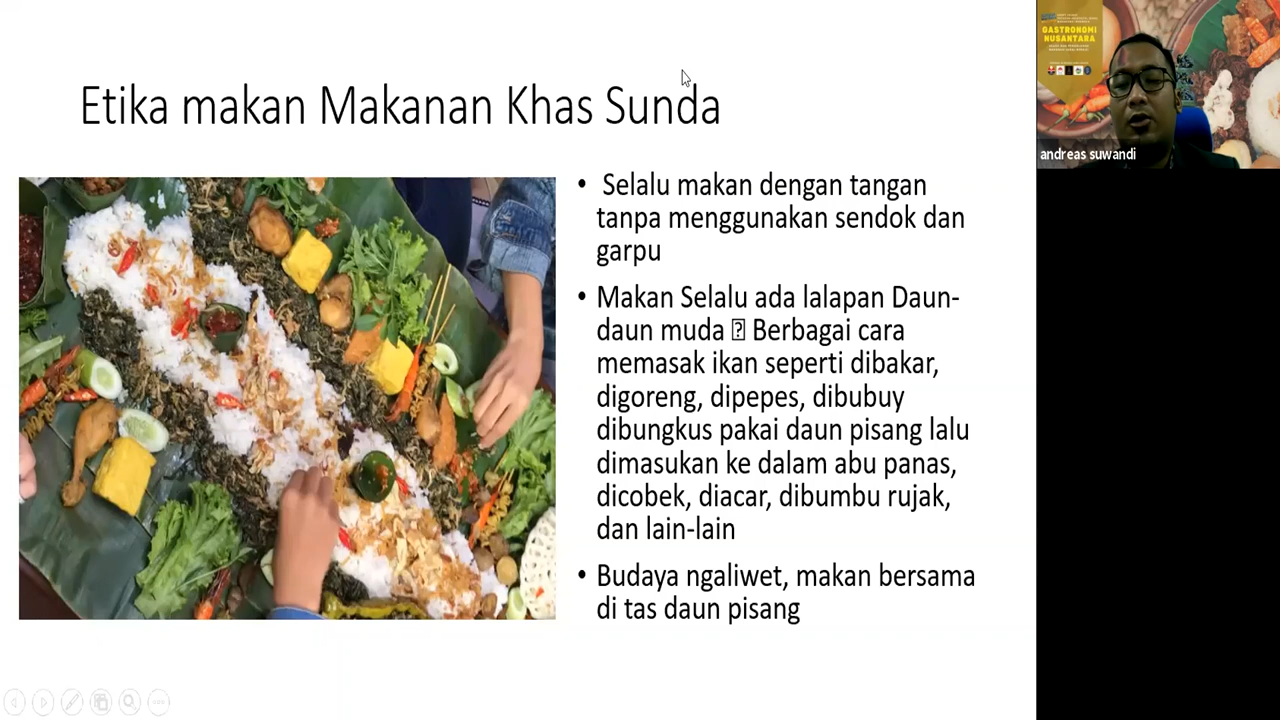 Etika makan Makanan Khas Sunda
• Selalu makan dengan tangan
tanpa menggunakan sendok dan
garpu
• Makan Selalu ada lalapan Daun-
daun muda ⍰ Berbagai cara
memasak ikan seperti dibakar,
digoreng, dipepes, dibubuy
dibungkus pakai daun pisang lalu
dimasukan ke dalam abu panas,
dicobek, diacar, dibumbu rujak,
dan lain-lain
• Budaya ngaliwet, makan bersama
di tas daun pisang
GASTRONOMI
NUSANTARA
andreas suwandi